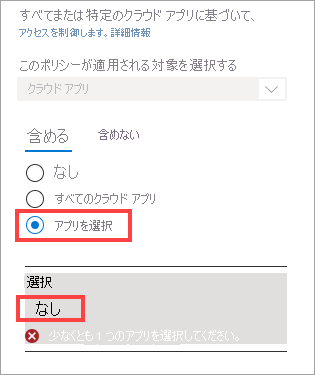 すべてまたは特定のクラウド アプリに基づいて、
アクセスを制御します。詳細情報
このポリシーが適用される対象を選択する
クラウド アプリ
含める 含めない
なし
すべてのクラウド アプリ
アプリを選択
選択
なし
少なくとも 1 つのアプリを選択してください。